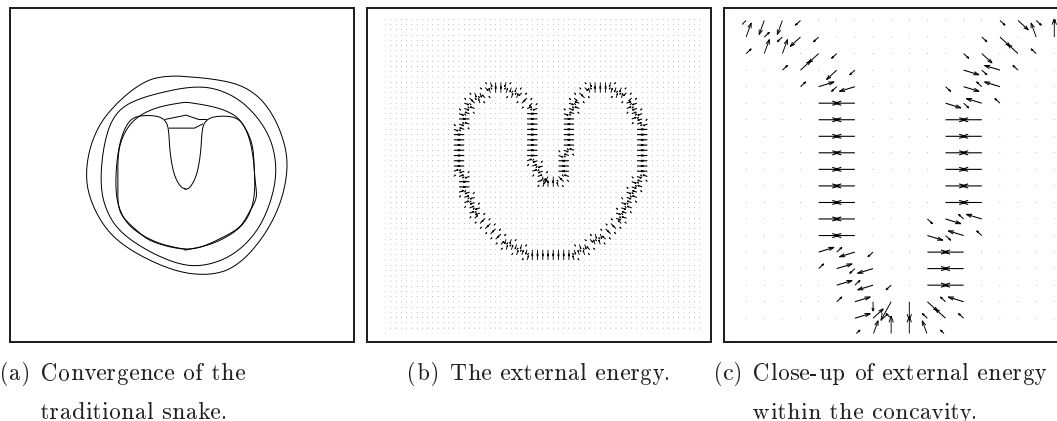 (a) Convergence of the
traditional snake.
(b) The external energy.
(c) Close-up of external energy
within the concavity.